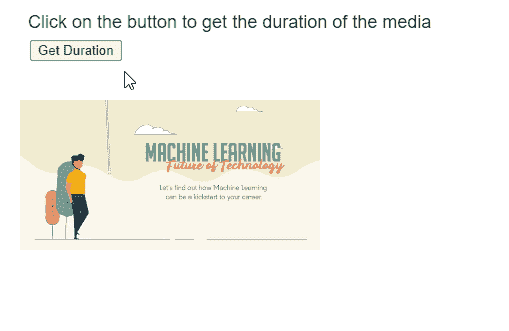 Click on the button to get the duration of the media
Get Duration
MACHINE LEARNING
Future of Technology
Let's find out how Machine Learning
can be a kickstart to your career.